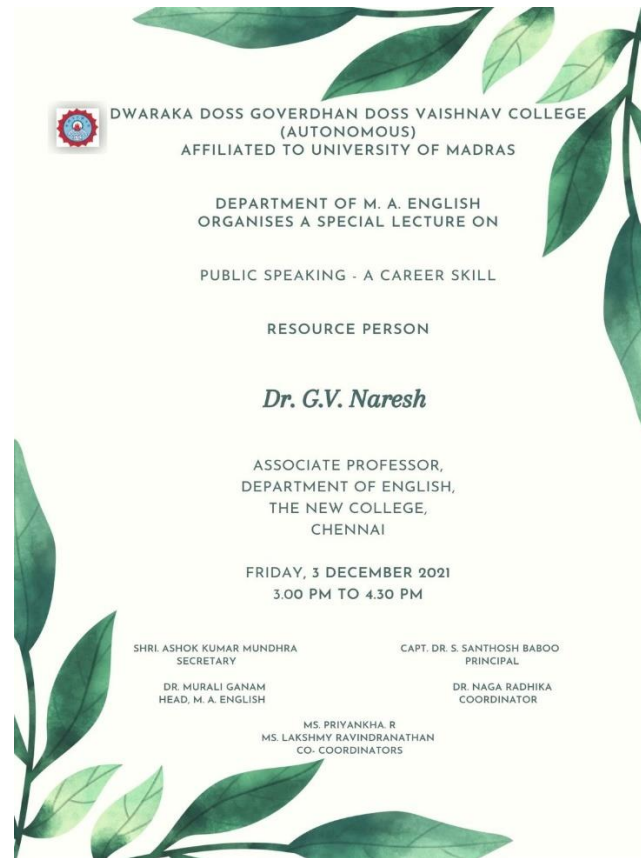 DWARAKA DOSS GOVERDHAN DOSS VAISHNAV COLLEGE
(AUTONOMOUS)
AFFILIATED TO UNIVERSITY OF MADRAS
DEPARTMENT OF M. A. ENGLISH
ORGANISES A SPECIAL LECTURE ON
PUBLIC SPEAKING - A CAREER SKILL
RESOURCE PERSON
Dr. G.V. Naresh
ASSOCIATE PROFESSOR,
DEPARTMENT OF ENGLISH,
THE NEW COLLEGE,
CHENNAI
FRIDAY, 3 DECEMBER 2021
3.00 PM TO 4.30 PM
SHRI. ASHOK KUMAR MUNDHRA
SECRETARY
CAPT. DR. S. SANTHOSH BABOO
PRINCIPAL
DR. MURALI GANAM
HEAD, M. A. ENGLISH
DR. NAGA RADHIKA
COORDINATOR
MS. PRIYANKHA. R
MS. LAKSHMY RAVINDRANATHAN
CO- COORDINATORS